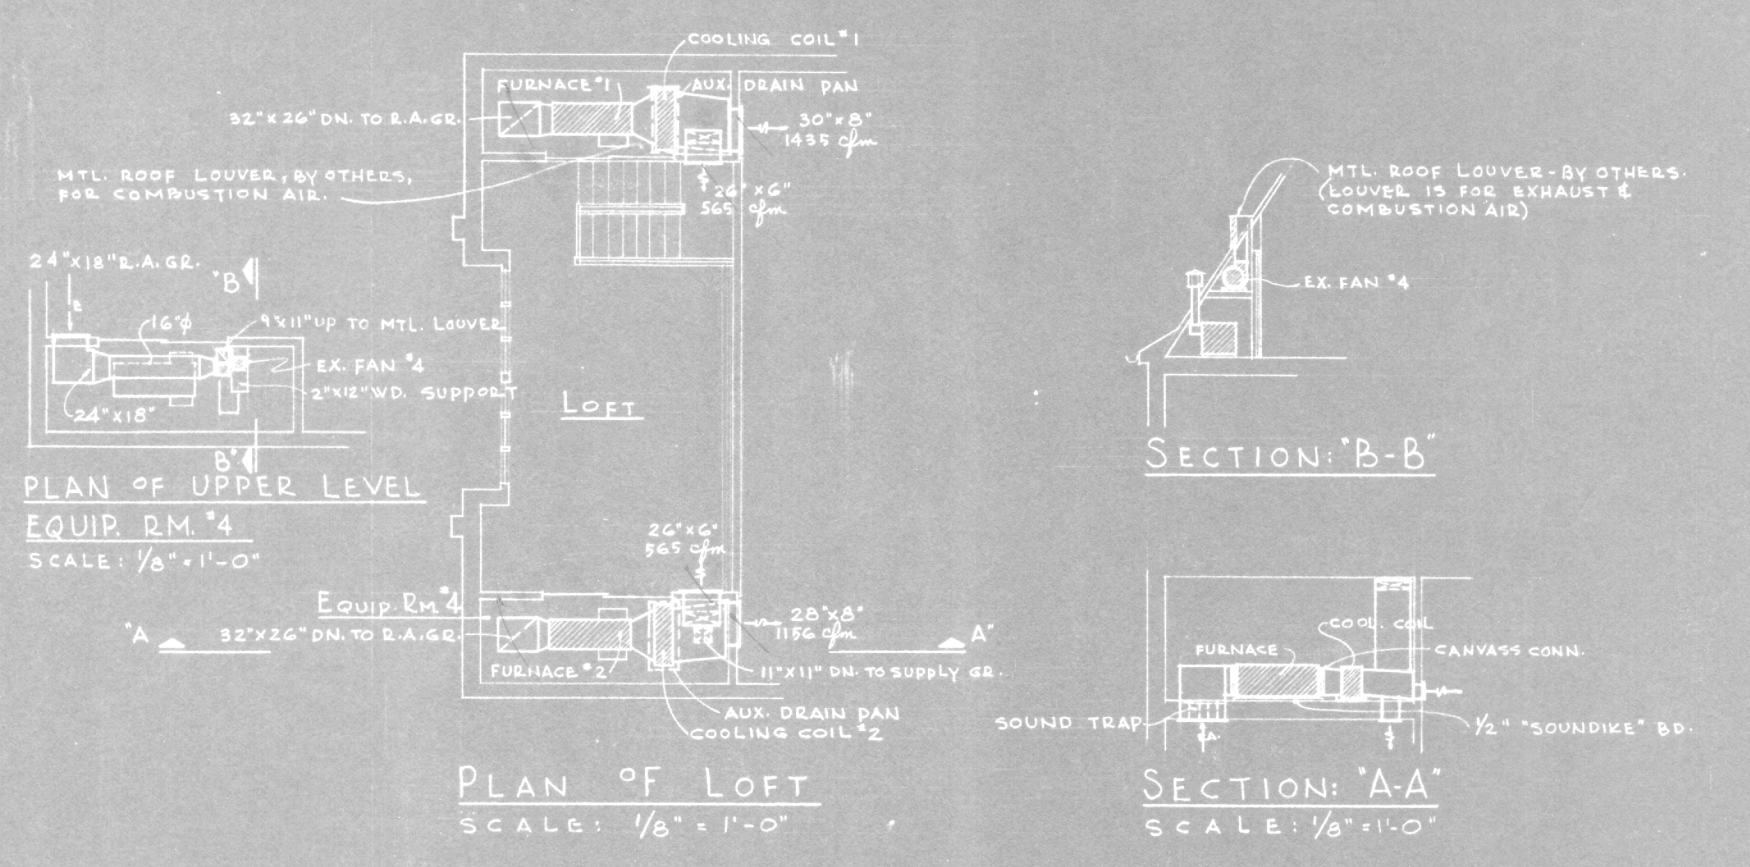 COOLING COIL #1
FURNACE #1
AUX. DRAIN PAN
32"X26" DN. TO R.A.GR.
30"X8"
1435 cfm
MTL. ROOF LOUVER, BY OTHERS,
FOR COMBUSTION AIR.
26"X6"
565 cfm
24"X18" R.A. GR.
"B
16"φ
9"X11" UP TO MTL. LOUVER
EX. FAN #4
2"X12" WD. SUPPORT
24"X18"
B"
PLAN OF UPPER LEVEL
EQUIP. RM. #4
SCALE: 1/8" = 1'-0"
LOFT
26"X6"
565 cfm
EQUIP. RM. #4
"A
32"X26" DN. TO R.A.GR.
FURNACE #2
28"X8"
1156 cfm
A"
11"X11" DN. TO SUPPLY GR.
AUX. DRAIN PAN
COOLING COIL #2
PLAN OF LOFT
SCALE: 1/8" = 1'-0"
MTL. ROOF LOUVER - BY OTHERS.
(LOUVER IS FOR EXHAUST &
COMBUSTION AIR)
EX. FAN #4
SECTION: "B-B"
COOL. COIL
FURNACE
CANVASS CONN.
SOUND TRAP
1/2" "SOUNDIKE" BD.
SECTION: "A-A"
SCALE: 1/8" = 1'-0"